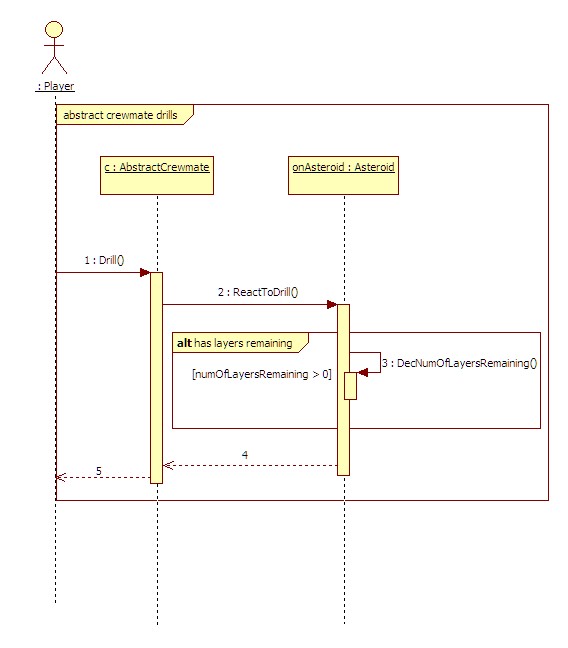 : Player
abstract crewmate drills
c : AbstractCrewmate
onAsteroid : Asteroid
1 : Drill()
2 : ReactToDrill()
alt has layers remaining
3 : DecNumOfLayersRemaining()
[numOfLayersRemaining > 0]
4
5